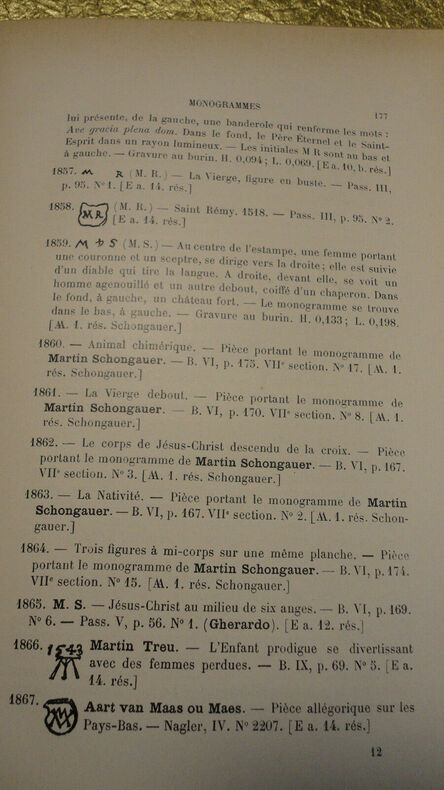 MONOGRAMMES
177
lui présente, de la gauche, une banderole qui renferme les mots :
Ave gracia plena dom. Dans le fond, le Père Éternel et le Saint-
Esprit dans un rayon lumineux. — Les initiales M R sont au bas et
à gauche. — Gravure au burin. H. 0,094 ; L. 0,069. [E a. 10, b. rés.]
1857. M R (M. R.) — La Vierge, figure en buste. — Pass. III,
p. 95. N° 1. [E a. 14. rés.]
1858. MR (M. R.) — Saint Rémy. 1518. — Pass. III, p. 95. N° 2.
[E a. 14. rés.]
1859. M S (M. S.) — Au centre de l'estampe, une femme portant
une couronne et un sceptre, se dirige vers la droite ; elle est suivie
d'un diable qui tire la langue. A droite, devant elle, se voit un
homme agenouillé et un autre debout, coiffé d'un chaperon. Dans
le fond, à gauche, un château fort. — Le monogramme se trouve
dans le bas, à gauche. — Gravure au burin. H. 0,133 ; L. 0,198.
[AA. 1. rés. Schongauer.]
1860. — Animal chimérique. — Pièce portant le monogramme de
Martin Schongauer. — B. VI, p. 175. VIIe section. N° 17. [AA. 1.
rés. Schongauer.]
1861. — La Vierge debout. — Pièce portant le monogramme de
Martin Schongauer. — B. VI, p. 170. VIIe section. N° 8. [AA. 1.
rés. Schongauer.]
1862. — Le corps de Jésus-Christ descendu de la croix. — Pièce
portant le monogramme de Martin Schongauer. — B. VI, p. 167.
VIIe section. N° 3. [AA. 1. rés. Schongauer.]
1863. — La Nativité. — Pièce portant le monogramme de Martin
Schongauer. — B. VI, p. 167. VIIe section. N° 2. [AA. 1. rés. Schon-
gauer.]
1864. — Trois figures à mi-corps sur une même planche. — Pièce
portant le monogramme de Martin Schongauer. — B. VI, p. 174.
VIIe section. N° 15. [AA. 1. rés. Schongauer.]
1865. M. S. — Jésus-Christ au milieu de six anges. — B. VI, p. 169.
N° 6. — Pass. V, p. 56. N° 1. (Gherardo). [E a. 12. rés.]
1866. 1543 Martin Treu. — L'Enfant prodigue se divertissant
avec des femmes perdues. — B. IX, p. 69. N° 5. [E a.
14. rés.]
1867. Aart van Maas ou Maes. — Pièce allégorique sur les
Pays-Bas. — Nagler, IV. N° 2207. [E a. 14. rés.]
12